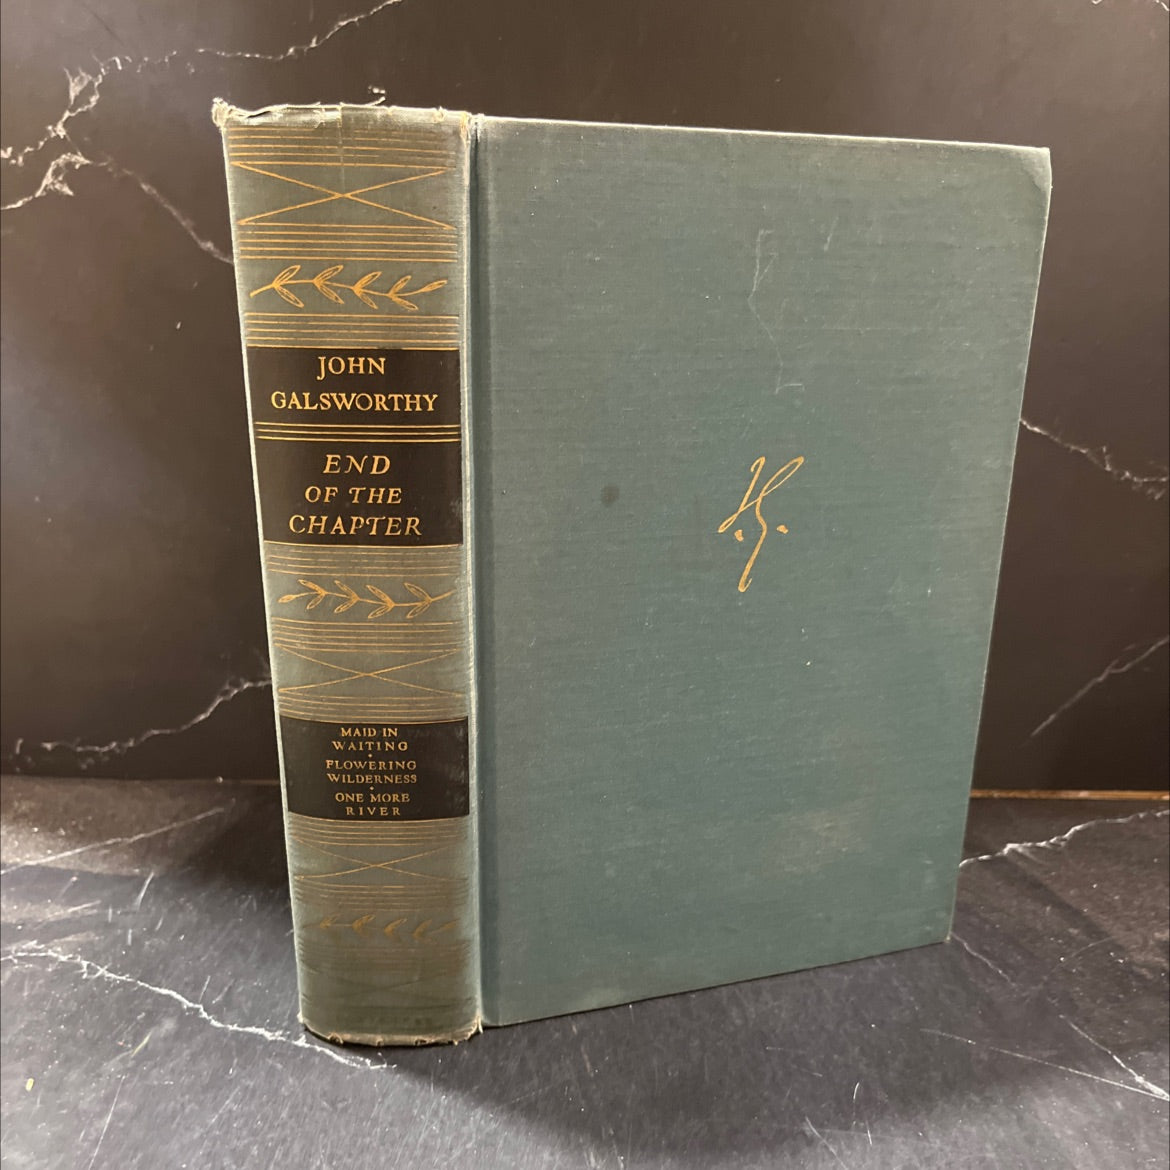 JOHN
GALSWORTHY
END
OF THE
CHAPTER
MAID IN
WAITING
FLOWERING
WILDERNESS
ONE MORE
RIVER
J.G.